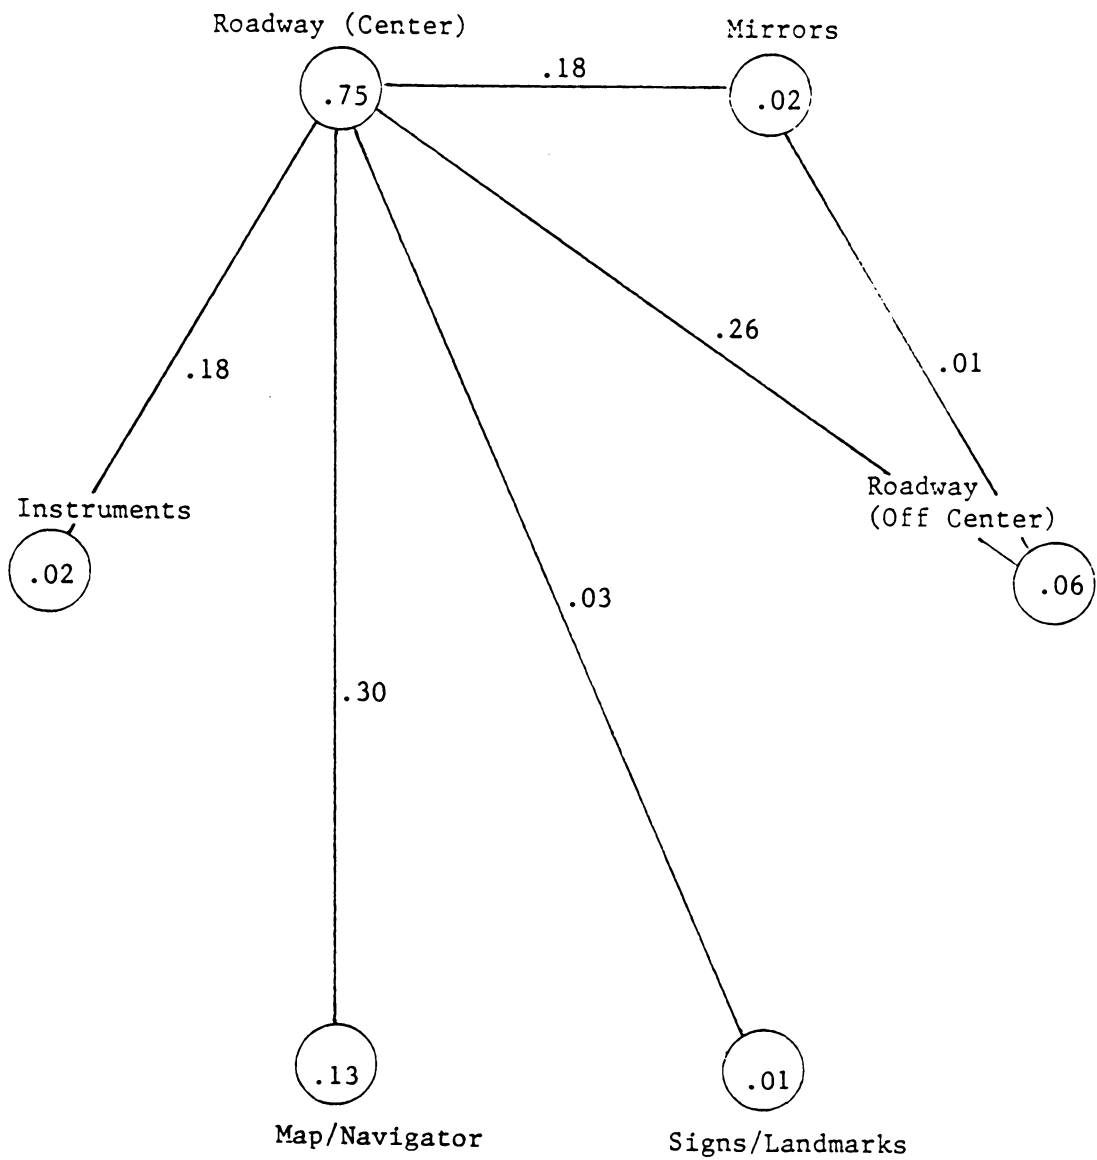 Roadway (Center)
Mirrors
.18
.75
.02
.26
.01
.18
Roadway
(Off Center)
Instruments
.02
.06
.03
.30
.13
.01
Map/Navigator
Signs/Landmarks